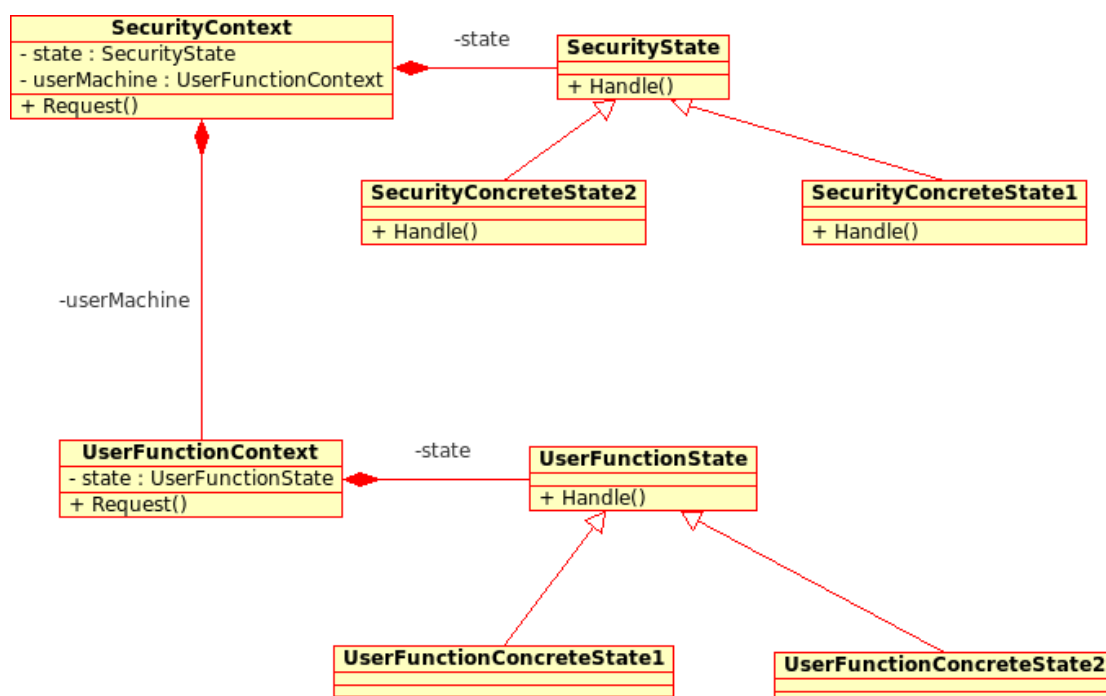 SecurityContext
- state : SecurityState
- userMachine : UserFunctionContext
+ Request()
-state
SecurityState
+ Handle()
SecurityConcreteState2
+ Handle()
SecurityConcreteState1
+ Handle()
-userMachine
UserFunctionContext
- state : UserFunctionState
+ Request()
-state
UserFunctionState
+ Handle()
UserFunctionConcreteState1
UserFunctionConcreteState2